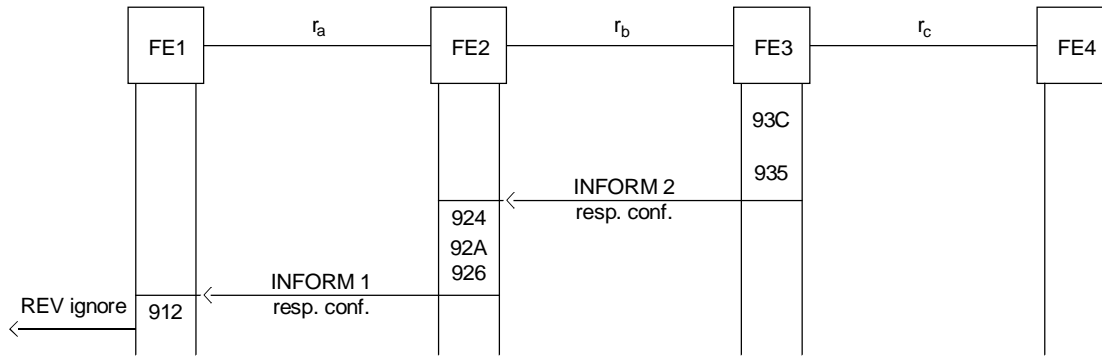 FE1 ra FE2 rb FE3 rc FE4
93C
935
INFORM 2
resp. conf.
924
92A
926
INFORM 1
resp. conf.
REV ignore
912